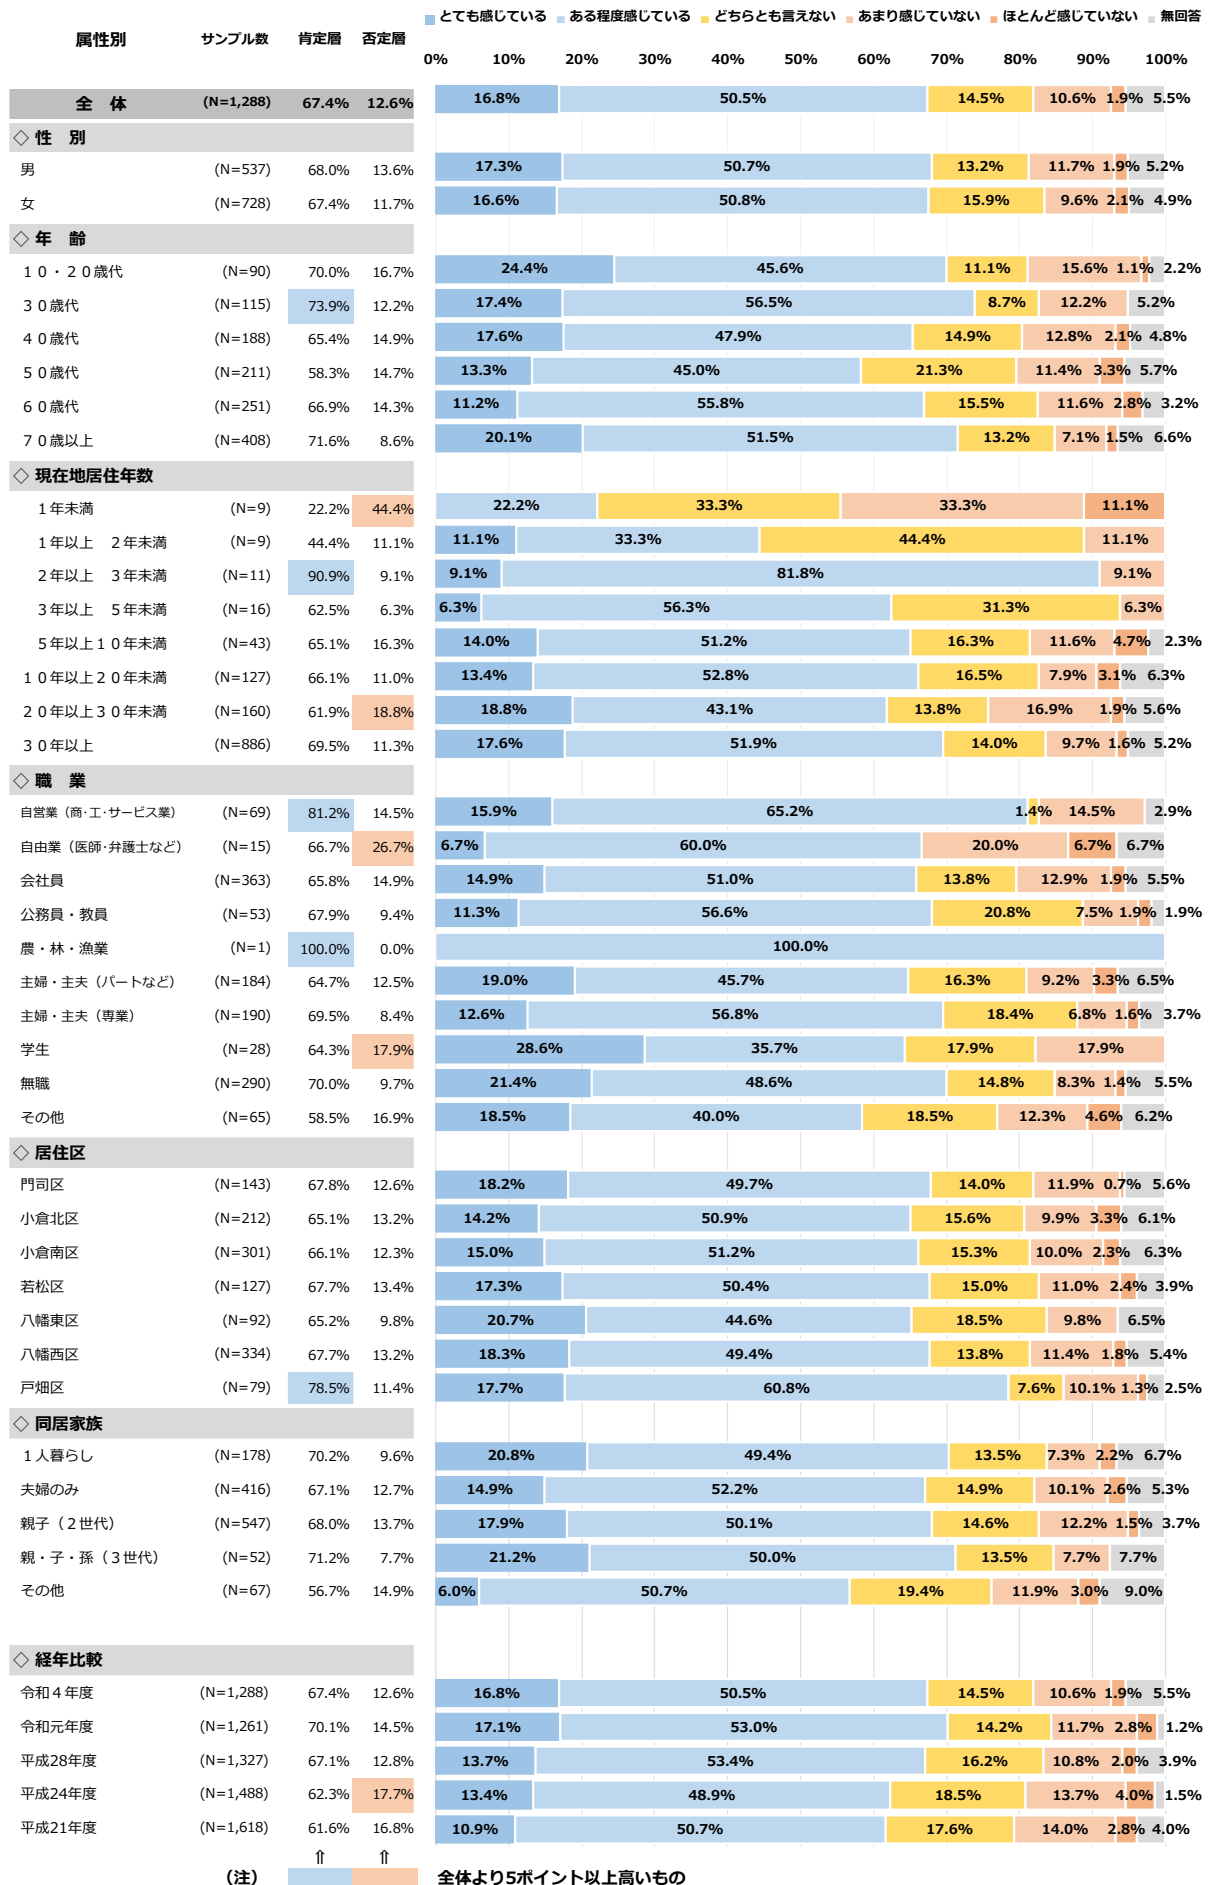 とても感じている ある程度感じている どちらとも言えない あまり感じていない ほとんど感じていない 無回答
属性別 サンプル数 肯定層 否定層
0% 10% 20% 30% 40% 50% 60% 70% 80% 90% 100%
全 体 (N=1,288) 67.4% 12.6% 16.8% 50.5% 14.5% 10.6% 1.9% 5.5%
◇ 性 別
男 (N=537) 68.0% 13.6% 17.3% 50.7% 13.2% 11.7% 1.9% 5.2%
女 (N=728) 67.4% 11.7% 16.6% 50.8% 15.9% 9.6% 2.1% 4.9%
◇ 年 齢
10・20歳代 (N=90) 70.0% 16.7% 24.4% 45.6% 11.1% 15.6% 1.1% 2.2%
30歳代 (N=115) 73.9% 12.2% 17.4% 56.5% 8.7% 12.2% 5.2%
40歳代 (N=188) 65.4% 14.9% 17.6% 47.9% 14.9% 12.8% 2.1% 4.8%
50歳代 (N=211) 58.3% 14.7% 13.3% 45.0% 21.3% 11.4% 3.3% 5.7%
60歳代 (N=251) 66.9% 14.3% 11.2% 55.8% 15.5% 11.6% 2.8% 3.2%
70歳以上 (N=408) 71.6% 8.6% 20.1% 51.5% 13.2% 7.1% 1.5% 6.6%
◇ 現在地居住年数
1年未満 (N=9) 22.2% 44.4% 22.2% 33.3% 33.3% 11.1%
1年以上 2年未満 (N=9) 44.4% 11.1% 11.1% 33.3% 44.4% 11.1%
2年以上 3年未満 (N=11) 90.9% 9.1% 9.1% 81.8% 9.1%
3年以上 5年未満 (N=16) 62.5% 6.3% 6.3% 56.3% 31.3% 6.3%
5年以上10年未満 (N=43) 65.1% 16.3% 14.0% 51.2% 16.3% 11.6% 4.7% 2.3%
10年以上20年未満 (N=127) 66.1% 11.0% 13.4% 52.8% 16.5% 7.9% 3.1% 6.3%
20年以上30年未満 (N=160) 61.9% 18.8% 18.8% 43.1% 13.8% 16.9% 1.9% 5.6%
30年以上 (N=886) 69.5% 11.3% 17.6% 51.9% 14.0% 9.7% 1.6% 5.2%
◇ 職 業
自営業（商・工・サービス業） (N=69) 81.2% 14.5% 15.9% 65.2% 1.4% 14.5% 2.9%
自由業（医師・弁護士など） (N=15) 66.7% 26.7% 6.7% 60.0% 20.0% 6.7% 6.7%
会社員 (N=363) 65.8% 14.9% 14.9% 51.0% 13.8% 12.9% 1.9% 5.5%
公務員・教員 (N=53) 67.9% 9.4% 11.3% 56.6% 20.8% 7.5% 1.9% 1.9%
農・林・漁業 (N=1) 100.0% 0.0% 100.0%
主婦・主夫（パートなど） (N=184) 64.7% 12.5% 19.0% 45.7% 16.3% 9.2% 3.3% 6.5%
主婦・主夫（専業） (N=190) 69.5% 8.4% 12.6% 56.8% 18.4% 6.8% 1.6% 3.7%
学生 (N=28) 64.3% 17.9% 28.6% 35.7% 17.9% 17.9%
無職 (N=290) 70.0% 9.7% 21.4% 48.6% 14.8% 8.3% 1.4% 5.5%
その他 (N=65) 58.5% 16.9% 18.5% 40.0% 18.5% 12.3% 4.6% 6.2%
◇ 居住区
門司区 (N=143) 67.8% 12.6% 18.2% 49.7% 14.0% 11.9% 0.7% 5.6%
小倉北区 (N=212) 65.1% 13.2% 14.2% 50.9% 15.6% 9.9% 3.3% 6.1%
小倉南区 (N=301) 66.1% 12.3% 15.0% 51.2% 15.3% 10.0% 2.3% 6.3%
若松区 (N=127) 67.7% 13.4% 17.3% 50.4% 15.0% 11.0% 2.4% 3.9%
八幡東区 (N=92) 65.2% 9.8% 20.7% 44.6% 18.5% 9.8% 6.5%
八幡西区 (N=334) 67.7% 13.2% 18.3% 49.4% 13.8% 11.4% 1.8% 5.4%
戸畑区 (N=79) 78.5% 11.4% 17.7% 60.8% 7.6% 10.1% 1.3% 2.5%
◇ 同居家族
1人暮らし (N=178) 70.2% 9.6% 20.8% 49.4% 13.5% 7.3% 2.2% 6.7%
夫婦のみ (N=416) 67.1% 12.7% 14.9% 52.2% 14.9% 10.1% 2.6% 5.3%
親子（2世代） (N=547) 68.0% 13.7% 17.9% 50.1% 14.6% 12.2% 1.5% 3.7%
親・子・孫（3世代） (N=52) 71.2% 7.7% 21.2% 50.0% 13.5% 7.7% 7.7%
その他 (N=67) 56.7% 14.9% 6.0% 50.7% 19.4% 11.9% 3.0% 9.0%
◇ 経年比較
令和4年度 (N=1,288) 67.4% 12.6% 16.8% 50.5% 14.5% 10.6% 1.9% 5.5%
令和元年度 (N=1,261) 70.1% 14.5% 17.1% 53.0% 14.2% 11.7% 2.8% 1.2%
平成28年度 (N=1,327) 67.1% 12.8% 13.7% 53.4% 16.2% 10.8% 2.0% 3.9%
平成24年度 (N=1,488) 62.3% 17.7% 13.4% 48.9% 18.5% 13.7% 4.0% 1.5%
平成21年度 (N=1,618) 61.6% 16.8% 10.9% 50.7% 17.6% 14.0% 2.8% 4.0%
⇑ ⇑
（注） 全体より5ポイント以上高いもの